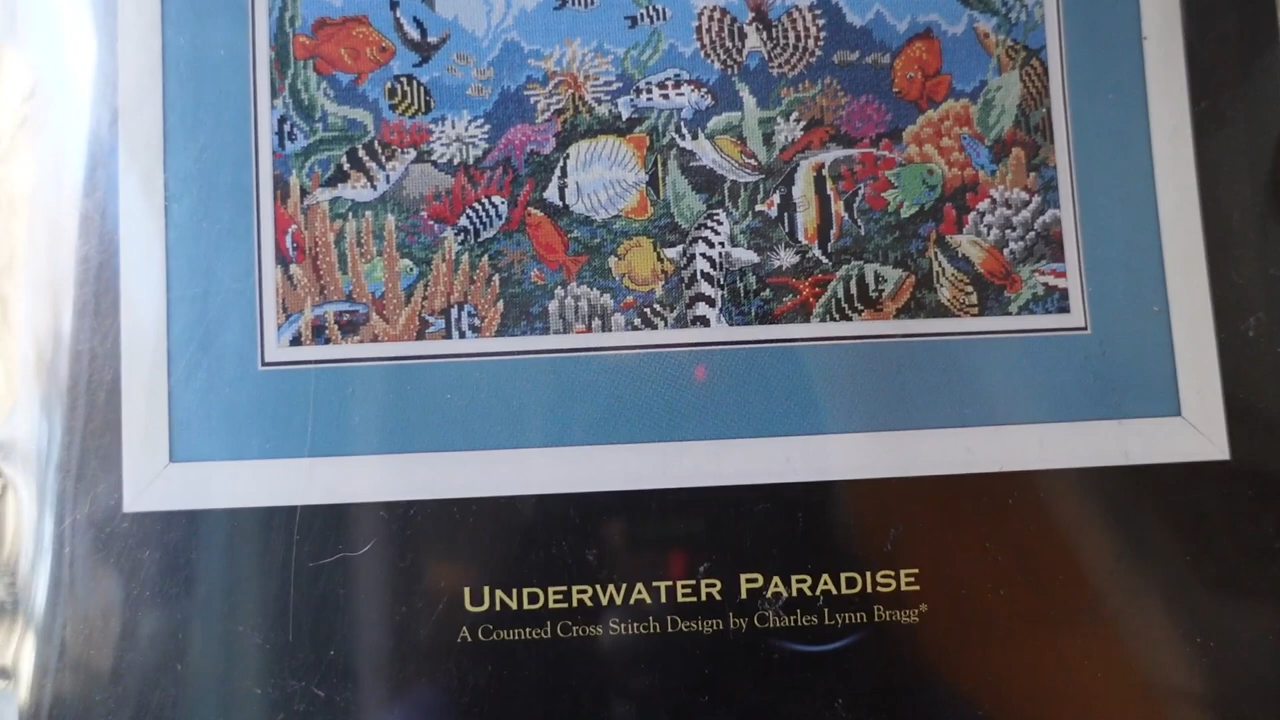 UNDERWATER PARADISE
A Counted Cross Stitch Design by Charles Lynn Bragg*